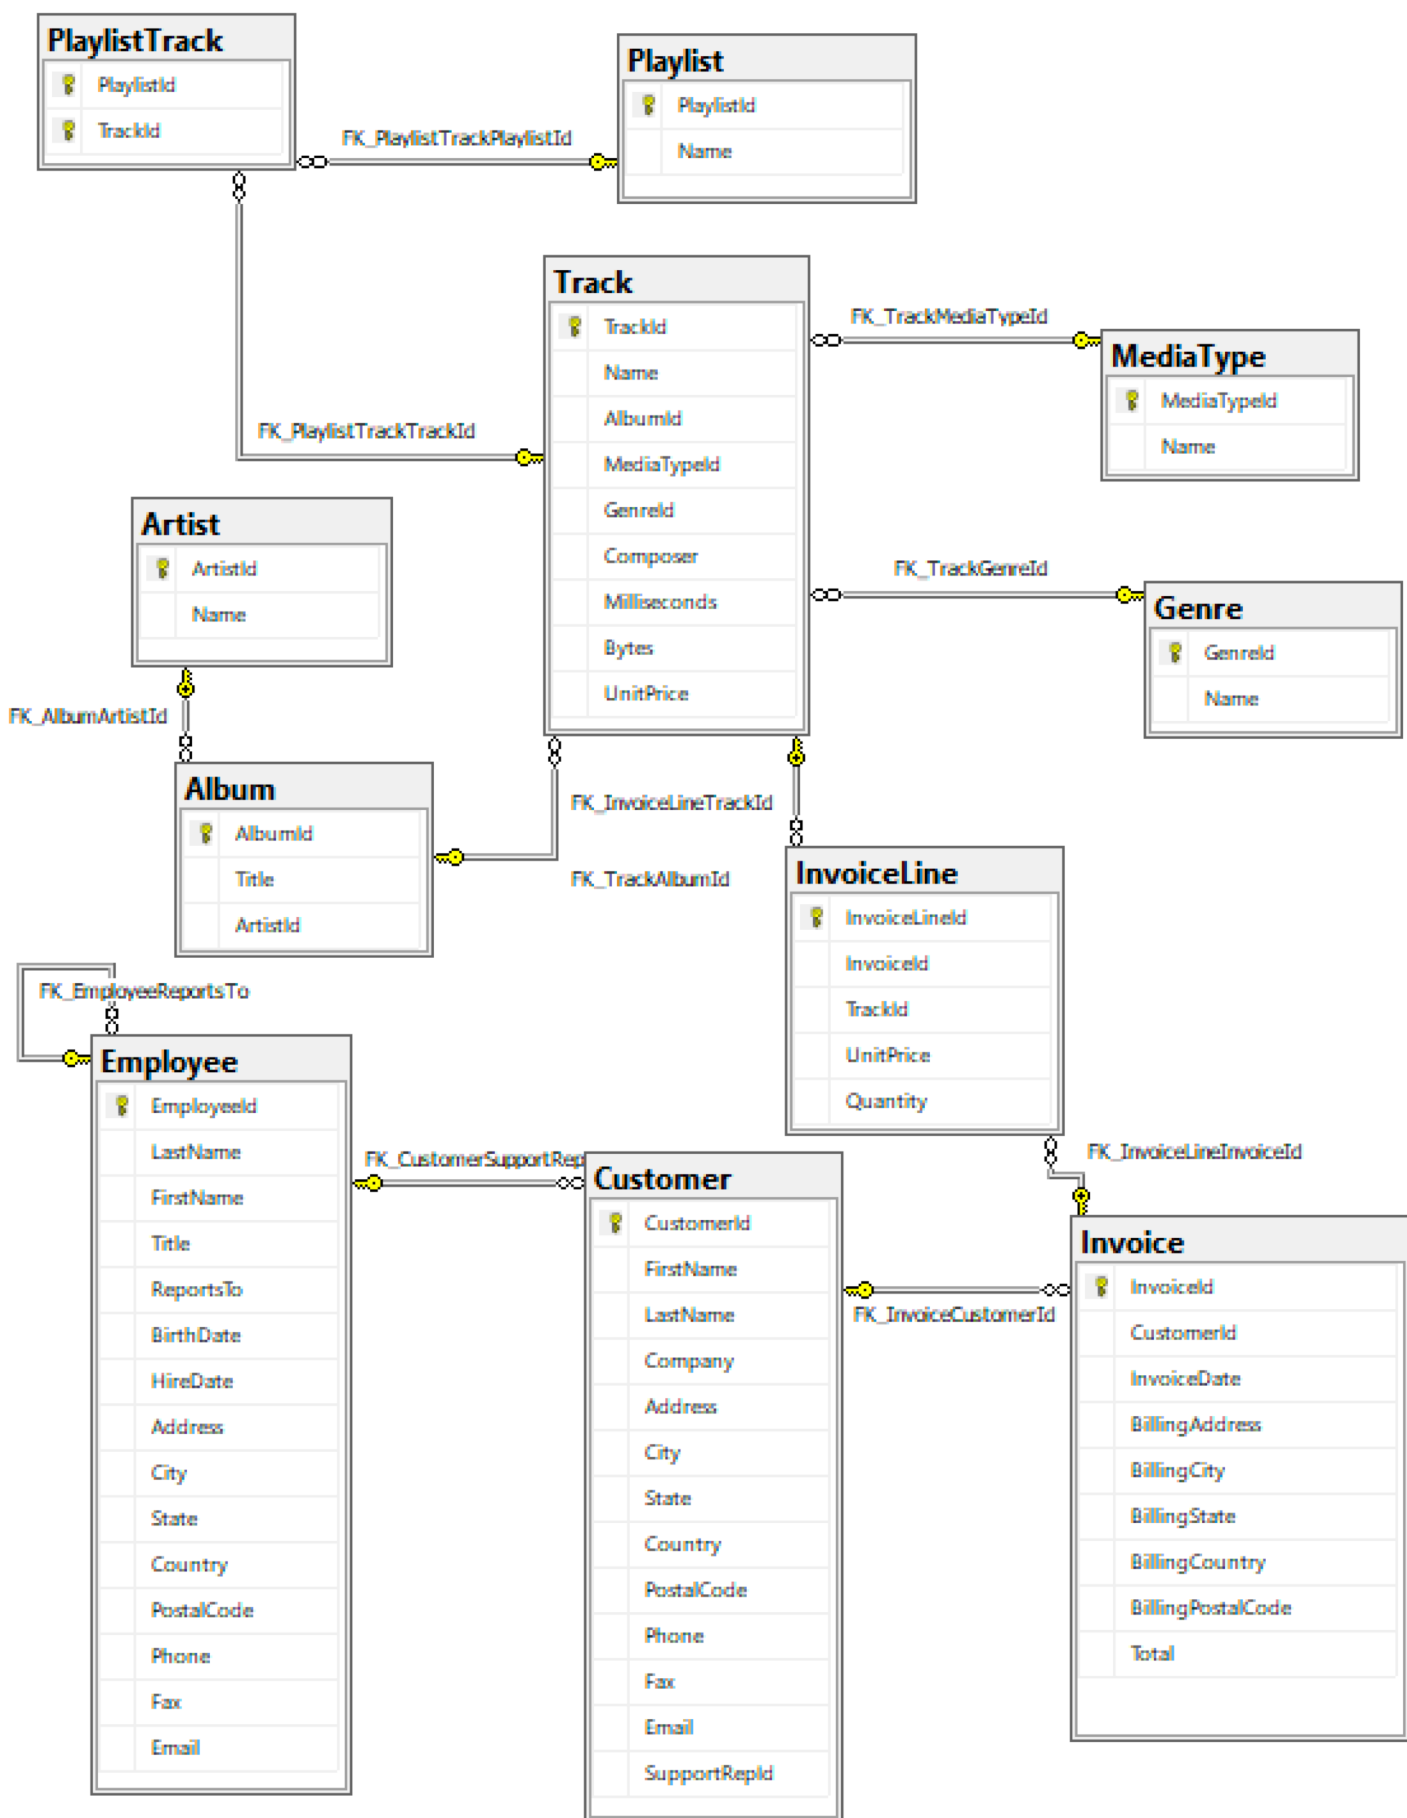 PlaylistTrack
PlaylistId
TrackId
FK_PlaylistTrackPlaylistId
Playlist
PlaylistId
Name
Track
TrackId
Name
AlbumId
MediaTypeId
GenreId
Composer
Milliseconds
Bytes
UnitPrice
FK_TrackMediaTypeId
MediaType
MediaTypeId
Name
FK_PlaylistTrackTrackId
Artist
ArtistId
Name
FK_TrackGenreId
Genre
GenreId
Name
FK_AlbumArtistId
Album
AlbumId
Title
ArtistId
FK_InvoiceLineTrackId
FK_TrackAlbumId
InvoiceLine
InvoiceLineId
InvoiceId
TrackId
UnitPrice
Quantity
FK_EmployeeReportsTo
Employee
EmployeeId
LastName
FirstName
Title
ReportsTo
BirthDate
HireDate
Address
City
State
Country
PostalCode
Phone
Fax
Email
FK_CustomerSupportRep
Customer
CustomerId
FirstName
LastName
Company
Address
City
State
Country
PostalCode
Phone
Fax
Email
SupportRepId
FK_InvoiceLineInvoiceId
FK_InvoiceCustomerId
Invoice
InvoiceId
CustomerId
InvoiceDate
BillingAddress
BillingCity
BillingState
BillingCountry
BillingPostalCode
Total